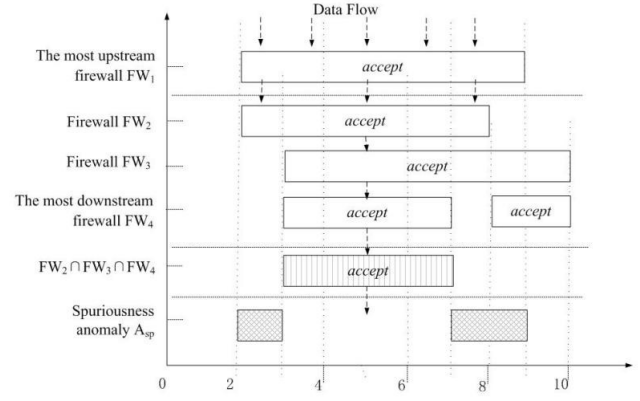 Data Flow
The most upstream
firewall FW₁
accept
Firewall FW₂
accept
Firewall FW₃
accept
The most downstream
firewall FW₄
accept
accept
FW₂∩FW₃∩FW₄
accept
Spuriousness
anomaly Aₛₚ
0 2 4 6 8 10